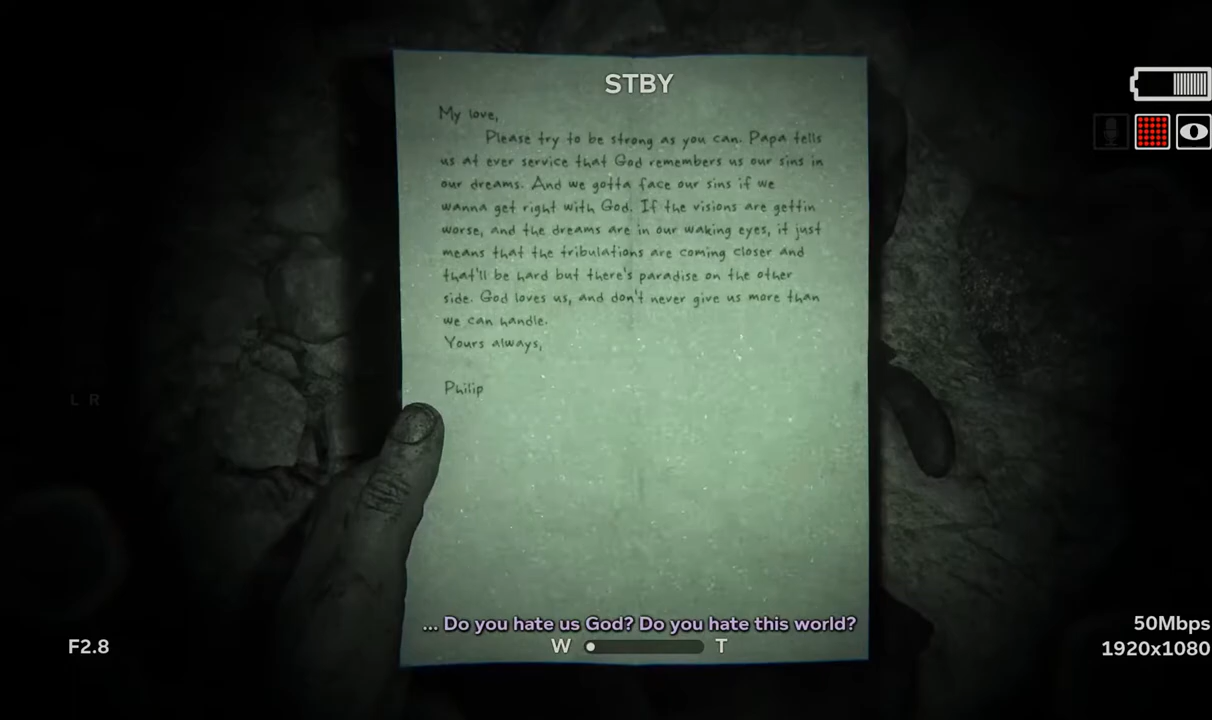 STBY
My love,
Please try to be strong as you can. Papa tells
us at ever service that God remembers us our sins in
our dreams. And we gotta face our sins if we
wanna get right with God. If the visions are gettin
worse, and the dreams are in our waking eyes, it just
means that the tribulations are coming closer and
that'll be hard but there's paradise on the other
side. God loves us, and don't never give us more than
we can handle.
Yours always,
Philip
L R
... Do you hate us God? Do you hate this world?
F2.8
W T
50Mbps
1920x1080